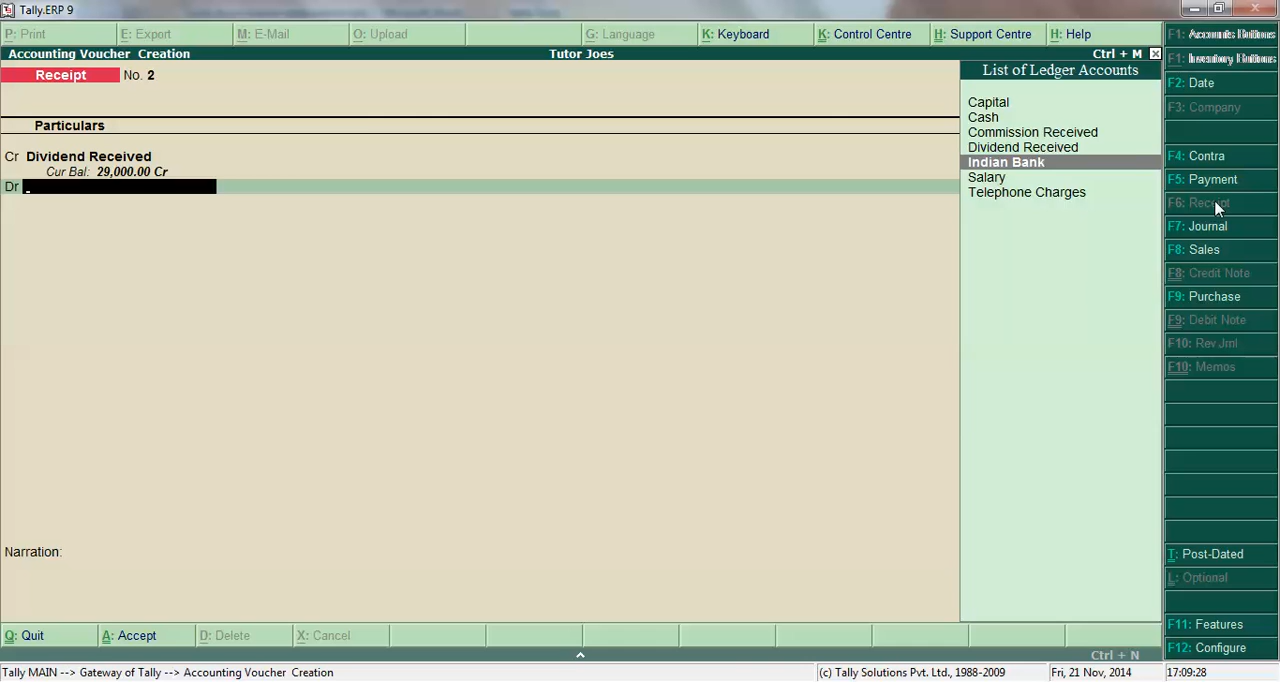 Tally.ERP 9
P: Print E: Export M: E-Mail O: Upload G: Language K: Keyboard K: Control Centre H: Support Centre H: Help
F1: Accounts Buttons
Accounting Voucher Creation Tutor Joes Ctrl + M
F1: Inventory Buttons
Receipt No. 2
List of Ledger Accounts
F2: Date
Capital
F3: Company
Cash
Particulars
Commission Received
Dividend Received
Cr Dividend Received
F4: Contra
Indian Bank
Cur Bal: 29,000.00 Cr
Salary
F5: Payment
Dr
Telephone Charges
F6: Receipt
F7: Journal
F8: Sales
F8: Credit Note
F9: Purchase
F9: Debit Note
F10: Rev Jrnl
F10: Memos
Narration:
T: Post-Dated
L: Optional
F11: Features
Q: Quit A: Accept D: Delete X: Cancel
F12: Configure
Ctrl + N
Tally MAIN --> Gateway of Tally --> Accounting Voucher Creation (c) Tally Solutions Pvt. Ltd., 1988-2009 Fri, 21 Nov, 2014 17:09:28